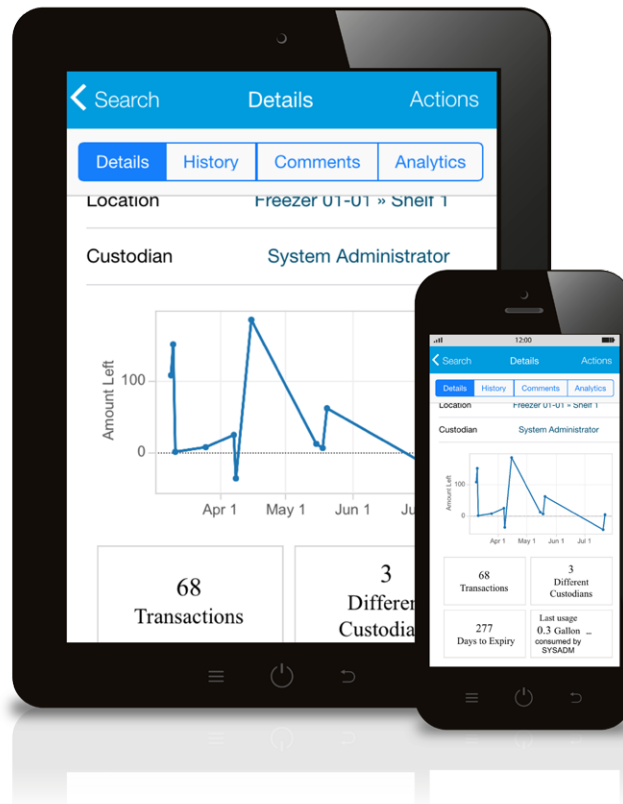 Search Details Actions
Details History Comments Analytics
Location Freezer 01-01 » Shelf 1
Custodian System Administrator
Amount Left
100
0
Apr 1 May 1 Jun 1
68
Transactions
3
12:00
Search Details Actions
Details History Comments Analytics
Location Freezer 01-01 » Shelf 1
Custodian System Administrator
Amount Left
100
0
Apr 1 May 1 Jun 1 Jul 1
68
Transactions
3
Different
Custodians
277
Days to Expiry
Last usage
0.3 Gallon ...
consumed by
SYSADM